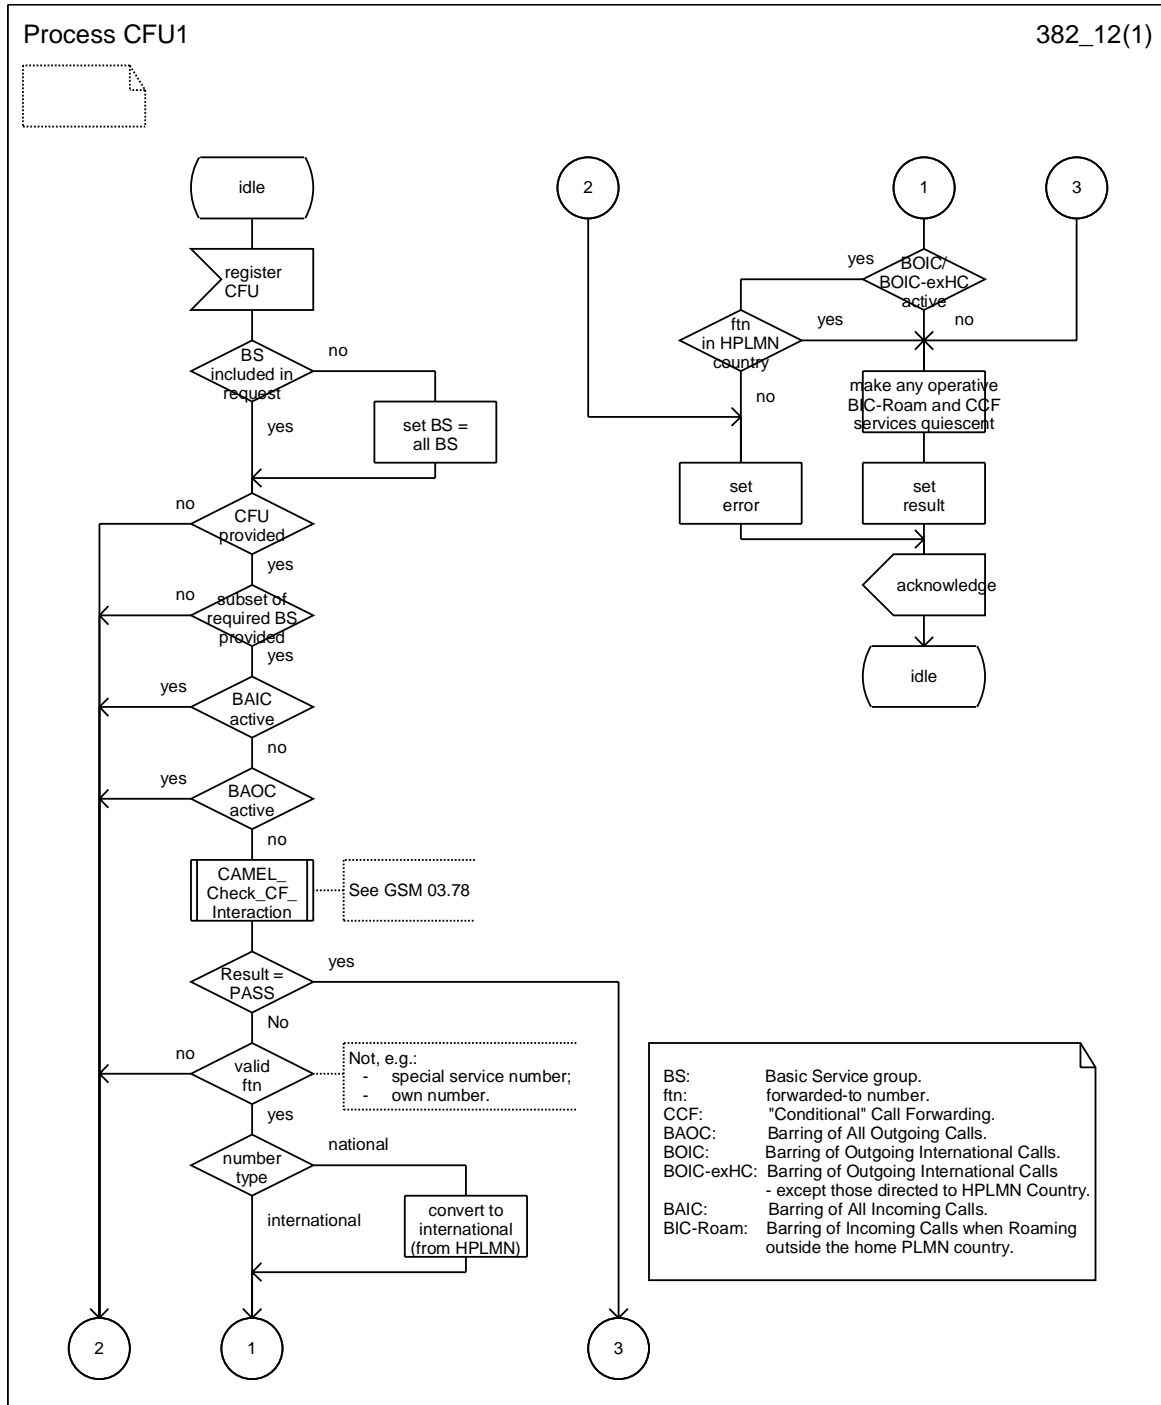 Process CFU1
382_12(1)
idle
register
CFU
BS
included in
request
no
yes
set BS =
all BS
no
CFU
provided
yes
no
subset of
required BS
provided
yes
yes
BAIC
active
no
yes
BAOC
active
no
CAMEL_
Check_CF_
Interaction
See GSM 03.78
Result =
PASS
yes
No
no
valid
ftn
Not, e.g.:
- special service number;
- own number.
yes
number
type
national
international
convert to
international
(from HPLMN)
2
1
3
2
1
3
yes
BOIC/
BOIC-exHC
active
no
ftn
in HPLMN
country
yes
no
make any operative
BIC-Roam and CCF
services quiescent
set
error
set
result
acknowledge
idle
BS: Basic Service group.
ftn: forwarded-to number.
CCF: "Conditional" Call Forwarding.
BAOC: Barring of All Outgoing Calls.
BOIC: Barring of Outgoing International Calls.
BOIC-exHC: Barring of Outgoing International Calls
- except those directed to HPLMN Country.
BAIC: Barring of All Incoming Calls.
BIC-Roam: Barring of Incoming Calls when Roaming
outside the home PLMN country.